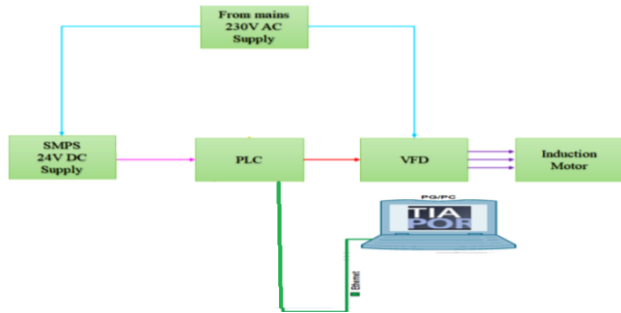 From mains
230V AC
Supply
SMPS
24V DC
Supply
PLC
VFD
Induction
Motor
PG/PC
TIA
POR
Ethernet